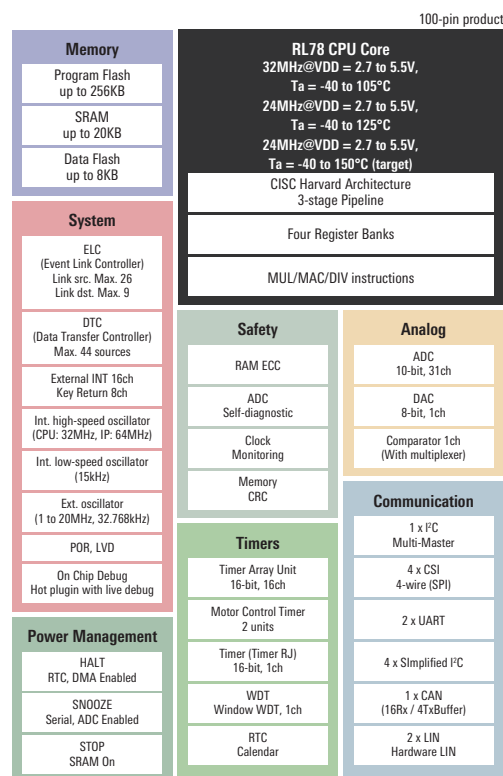 100-pin product
Memory
Program Flash
up to 256KB
SRAM
up to 20KB
Data Flash
up to 8KB
RL78 CPU Core
32MHz@VDD = 2.7 to 5.5V,
Ta = -40 to 105°C
24MHz@VDD = 2.7 to 5.5V,
Ta = -40 to 125°C
24MHz@VDD = 2.7 to 5.5V,
Ta = -40 to 150°C (target)
CISC Harvard Architecture
3-stage Pipeline
Four Register Banks
MUL/MAC/DIV instructions
System
ELC
(Event Link Controller)
Link src. Max. 26
Link dst. Max. 9
DTC
(Data Transfer Controller)
Max. 44 sources
External INT 16ch
Key Return 8ch
Int. high-speed oscillator
(CPU: 32MHz, IP: 64MHz)
Int. low-speed oscillator
(15kHz)
Ext. oscillator
(1 to 20MHz, 32.768kHz)
POR, LVD
On Chip Debug
Hot plugin with live debug
Power Management
HALT
RTC, DMA Enabled
SNOOZE
Serial, ADC Enabled
STOP
SRAM On
Safety
RAM ECC
ADC
Self-diagnostic
Clock
Monitoring
Memory
CRC
Timers
Timer Array Unit
16-bit, 16ch
Motor Control Timer
2 units
Timer (Timer RJ)
16-bit, 1ch
WDT
Window WDT, 1ch
RTC
Calendar
Analog
ADC
10-bit, 31ch
DAC
8-bit, 1ch
Comparator 1ch
(With multiplexer)
Communication
1 x I²C
Multi-Master
4 x CSI
4-wire (SPI)
2 x UART
4 x SImplified I²C
1 x CAN
(16Rx / 4TxBuffer)
2 x LIN
Hardware LIN